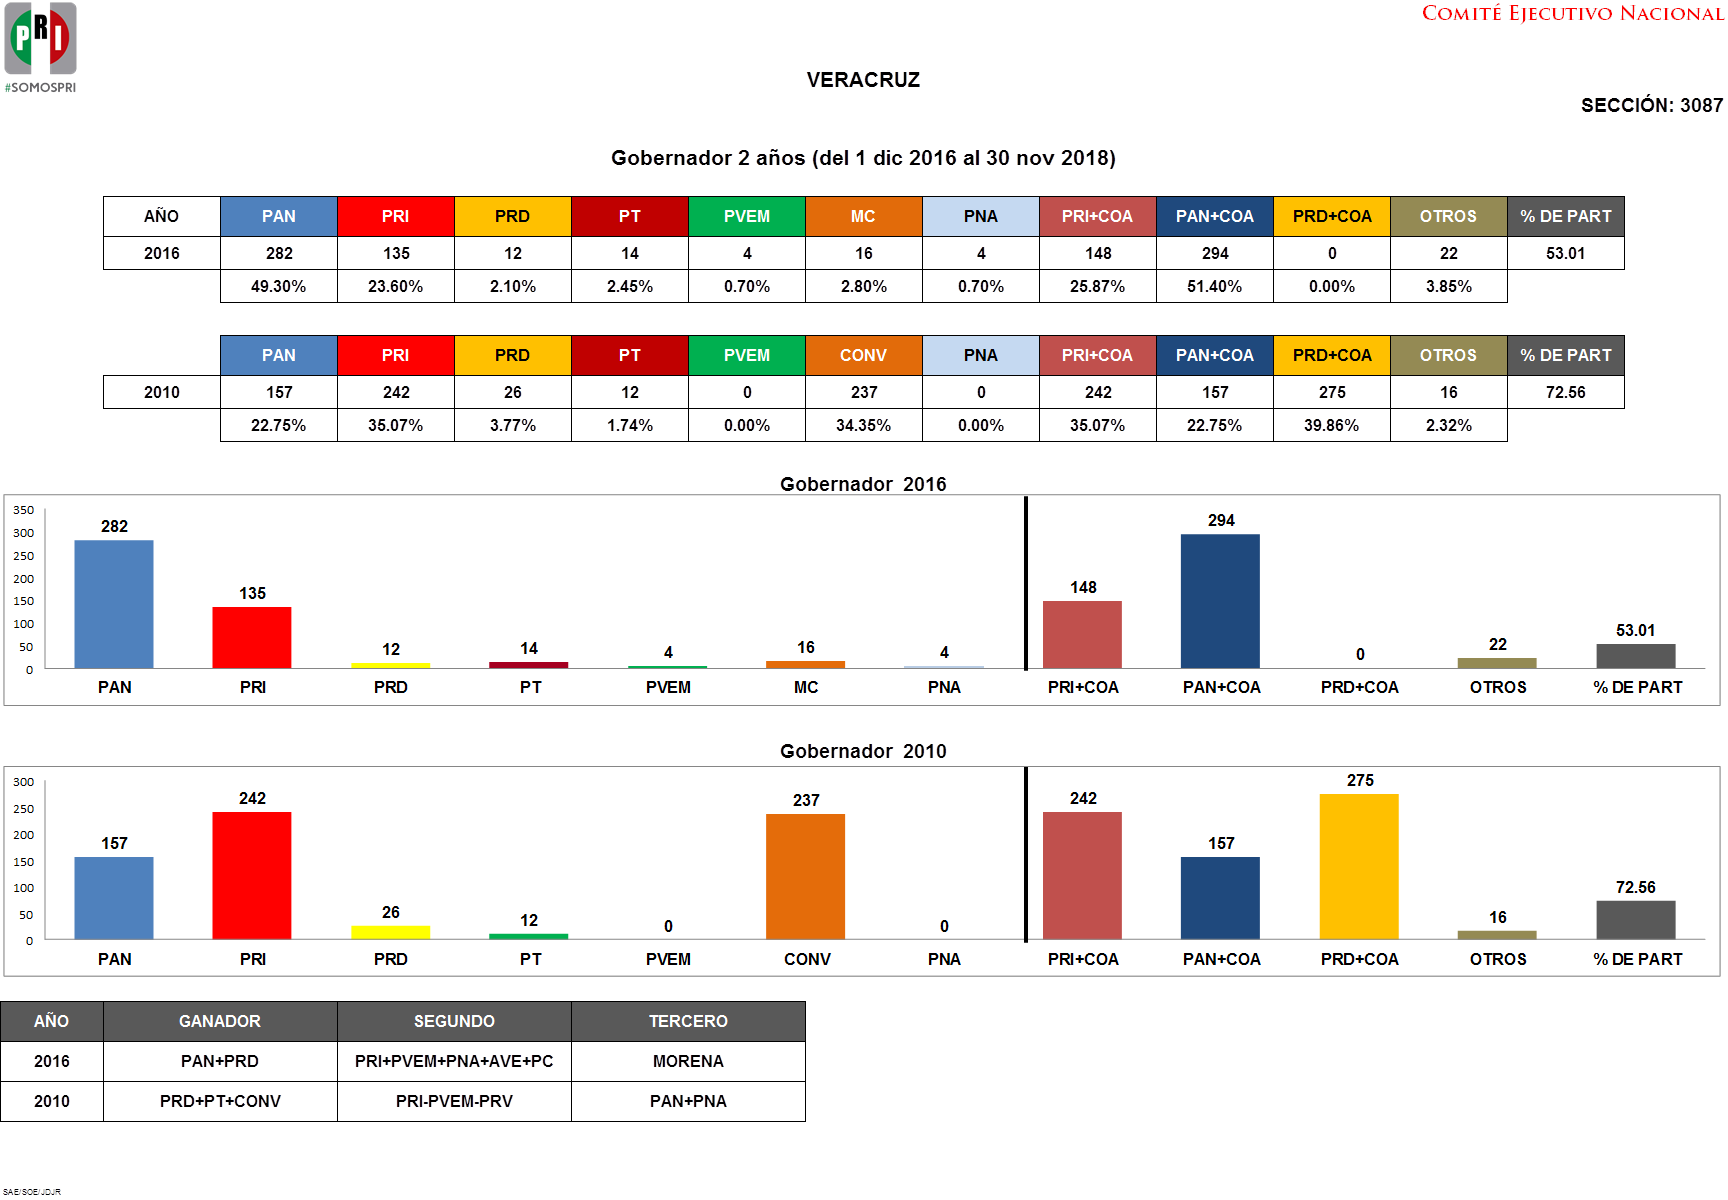 PRI
#SOMOSPRI
COMITÉ EJECUTIVO NACIONAL
VERACRUZ
SECCIÓN: 3087
Gobernador 2 años (del 1 dic 2016 al 30 nov 2018)
AÑO PAN PRI PRD PT PVEM MC PNA PRI+COA PAN+COA PRD+COA OTROS % DE PART
2016 282 135 12 14 4 16 4 148 294 0 22 53.01
49.30% 23.60% 2.10% 2.45% 0.70% 2.80% 0.70% 25.87% 51.40% 0.00% 3.85%
PAN PRI PRD PT PVEM CONV PNA PRI+COA PAN+COA PRD+COA OTROS % DE PART
2010 157 242 26 12 0 237 0 242 157 275 16 72.56
22.75% 35.07% 3.77% 1.74% 0.00% 34.35% 0.00% 35.07% 22.75% 39.86% 2.32%
Gobernador 2016
350
300
250
200
150
100
50
0
282 135 12 14 4 16 4 148 294 0 22 53.01
PAN PRI PRD PT PVEM MC PNA PRI+COA PAN+COA PRD+COA OTROS % DE PART
Gobernador 2010
300
250
200
150
100
50
0
157 242 26 12 0 237 0 242 157 275 16 72.56
PAN PRI PRD PT PVEM CONV PNA PRI+COA PAN+COA PRD+COA OTROS % DE PART
AÑO GANADOR SEGUNDO TERCERO
2016 PAN+PRD PRI+PVEM+PNA+AVE+PC MORENA
2010 PRD+PT+CONV PRI-PVEM-PRV PAN+PNA
SAE/SOE/JDJR